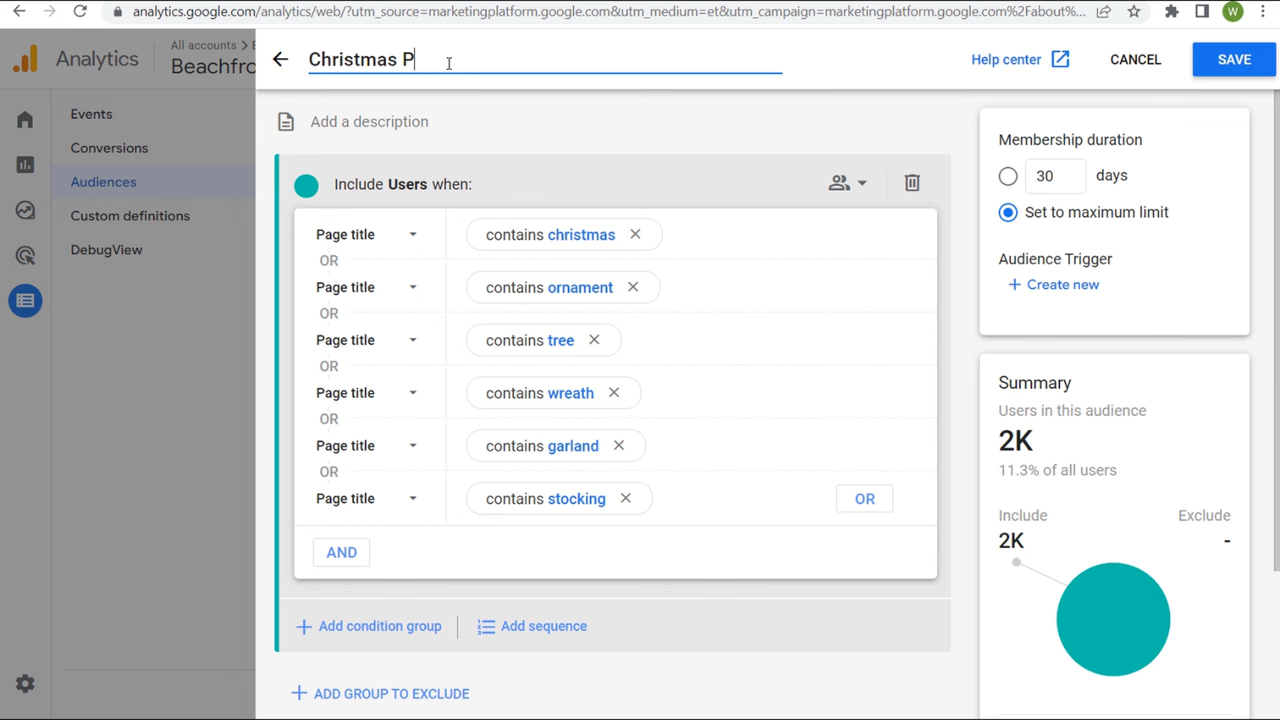 analytics.google.com/analytics/web/?utm_source=marketingplatform.google.com&utm_medium=et&utm_campaign=marketingplatform.google.com%2Fabout%...
W
Analytics
All accounts >
Beachfro
Christmas P
Help center
CANCEL
SAVE
Events
Conversions
Audiences
Custom definitions
DebugView
Add a description
Include Users when:
Page title contains christmas
OR
Page title contains ornament
OR
Page title contains tree
OR
Page title contains wreath
OR
Page title contains garland
OR
Page title contains stocking OR
AND
+ Add condition group
Add sequence
+ ADD GROUP TO EXCLUDE
Membership duration
30 days
Set to maximum limit
Audience Trigger
+ Create new
Summary
Users in this audience
2K
11.3% of all users
Include Exclude
2K -